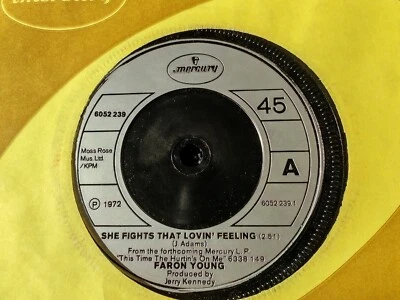 mercury
6052 239
45
Moss Rose
Mus Ltd.
/KPM
A
Ⓟ 1972
6052 239.1
SHE FIGHTS THAT LOVIN' FEELING (2.51)
(J. Adams)
From the forthcoming Mercury L.P.
"This Time The Hurtin's On Me" 6338 149
FARON YOUNG
Produced by
Jerry Kennedy